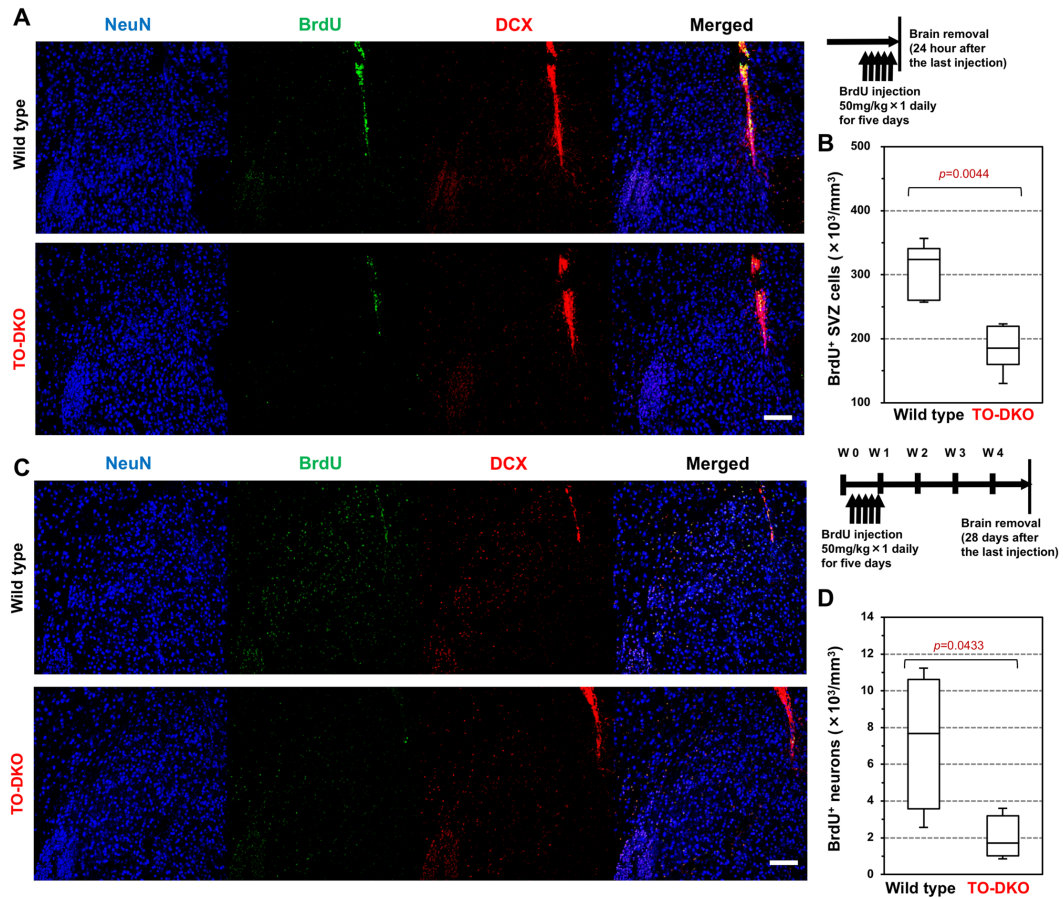 A
NeuN
BrdU
DCX
Merged
Wild type
TO-DKO
Brain removal
(24 hour after
the last injection)
BrdU injection
50mg/kg×1 daily
for five days
B
BrdU⁺ SVZ cells (×10³/mm³)
500
400
300
200
100
p=0.0044
Wild type
TO-DKO
C
NeuN
BrdU
DCX
Merged
Wild type
TO-DKO
W 0
W 1
W 2
W 3
W 4
BrdU injection
50mg/kg×1 daily
for five days
Brain removal
(28 days after
the last injection)
D
BrdU⁺ neurons (×10³/mm³)
14
12
10
8
6
4
2
0
p=0.0433
Wild type
TO-DKO